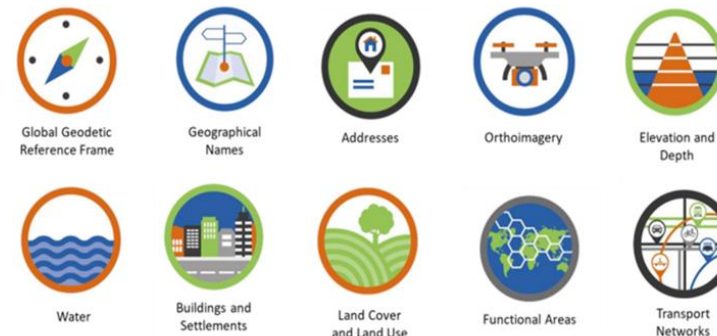 Global Geodetic
Reference Frame
Geographical
Names
Addresses
Orthoimagery
Elevation and
Depth
Water
Buildings and
Settlements
Land Cover
and Land Use
Functional Areas
Transport
Networks